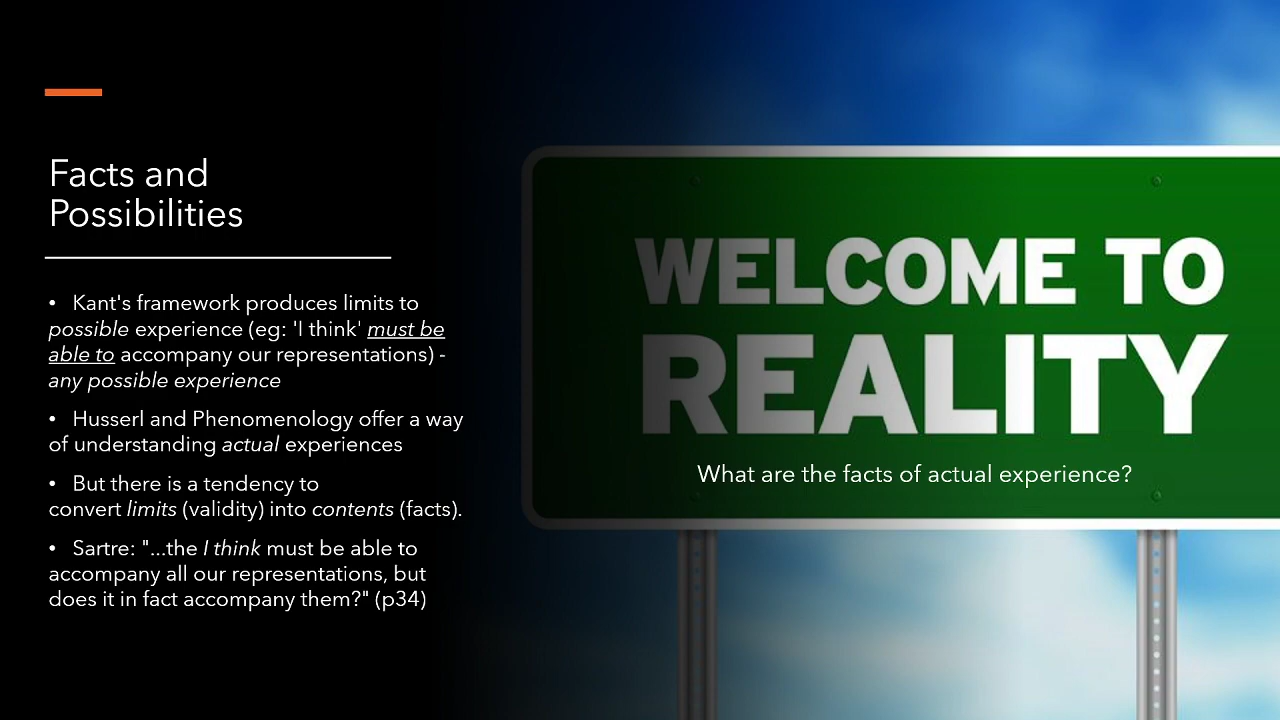 Facts and
Possibilities
• Kant's framework produces limits to
possible experience (eg: 'I think' must be
able to accompany our representations) -
any possible experience
• Husserl and Phenomenology offer a way
of understanding actual experiences
• But there is a tendency to
convert limits (validity) into contents (facts).
• Sartre: "...the I think must be able to
accompany all our representations, but
does it in fact accompany them?" (p34)
WELCOME TO
REALITY
What are the facts of actual experience?